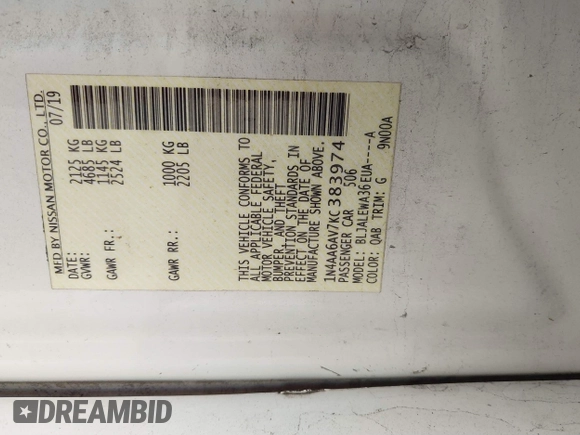 MFD BY NISSAN MOTOR CO., LTD.
DATE: 07/19
GVWR: 2125 KG
4685 LB
GAWR FR: 1145 KG
2524 LB
GAWR RR: 1000 KG
2205 LB
THIS VEHICLE CONFORMS TO
ALL APPLICABLE FEDERAL
MOTOR VEHICLE SAFETY,
BUMPER, AND THEFT
PREVENTION STANDARDS IN
EFFECT ON THE DATE OF
MANUFACTURE SHOWN ABOVE.
1N4AA6AV7KC383974
PASSENGER CAR 506
MODEL: BLJALEWA36EUA----A
COLOR: QAB TRIM: G 9N00A
DREAMBID